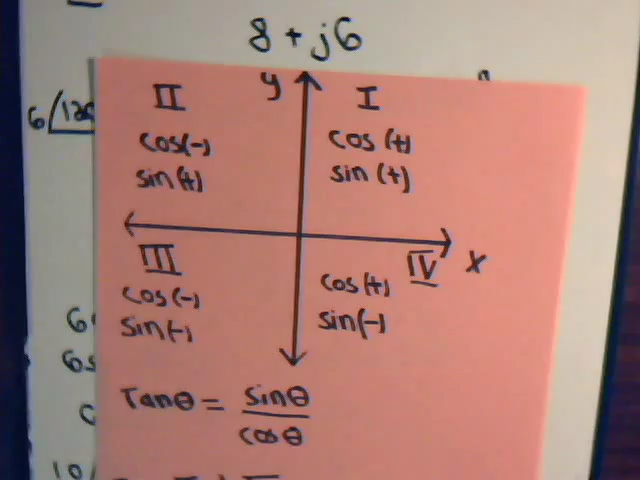 8 + j6
y
II
I
cos(-)
cos (+)
sin(+)
sin (+)
III
IV
x
cos(-)
cos(+)
sin(-)
sin(-)
Tanθ = sinθ
cosθ